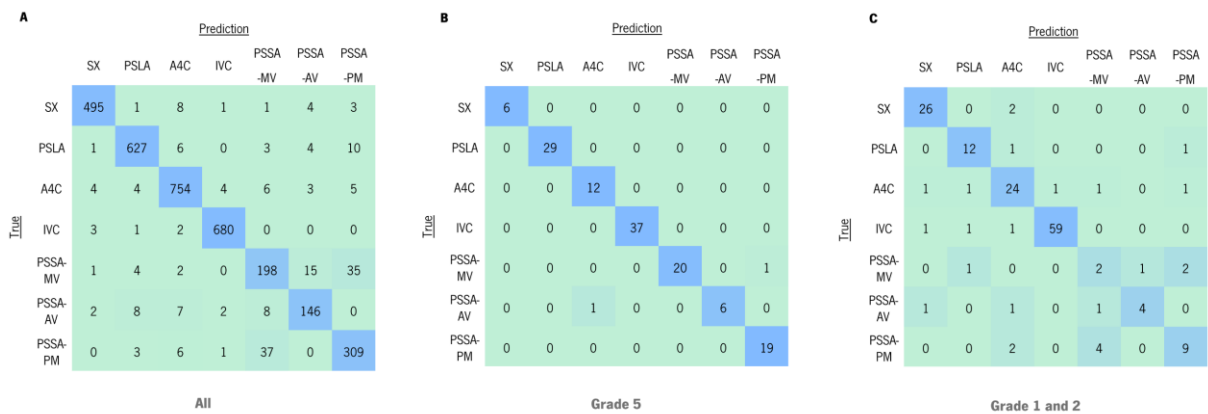 A
Prediction
SX PSLA A4C IVC PSSA-MV PSSA-AV PSSA-PM
True
SX 495 1 8 1 1 4 3
PSLA 1 627 6 0 3 4 10
A4C 4 4 754 4 6 3 5
IVC 3 1 2 680 0 0 0
PSSA-MV 1 4 2 0 198 15 35
PSSA-AV 2 8 7 2 8 146 0
PSSA-PM 0 3 6 1 37 0 309
All
B
Prediction
SX PSLA A4C IVC PSSA-MV PSSA-AV PSSA-PM
True
SX 6 0 0 0 0 0 0
PSLA 0 29 0 0 0 0 0
A4C 0 0 12 0 0 0 0
IVC 0 0 0 37 0 0 0
PSSA-MV 0 0 0 0 20 0 1
PSSA-AV 0 0 1 0 0 6 0
PSSA-PM 0 0 0 0 0 0 19
Grade 5
C
Prediction
SX PSLA A4C IVC PSSA-MV PSSA-AV PSSA-PM
True
SX 26 0 2 0 0 0 0
PSLA 0 12 1 0 0 0 1
A4C 1 1 24 1 1 0 1
IVC 1 1 1 59 0 0 0
PSSA-MV 0 1 0 0 2 1 2
PSSA-AV 1 0 1 0 1 4 0
PSSA-PM 0 0 2 0 4 0 9
Grade 1 and 2